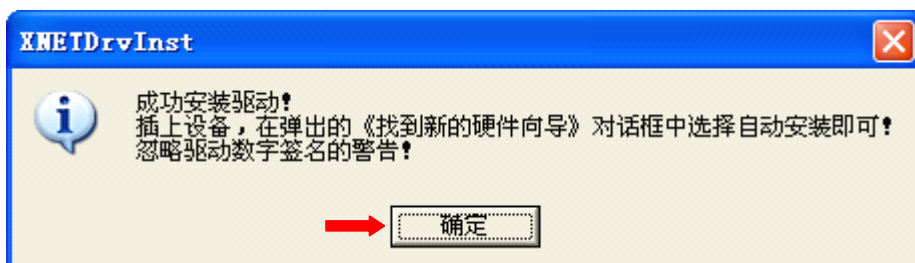 XNETDrvInst
成功安装驱动!
插上设备，在弹出的《找到新的硬件向导》对话框中选择自动安装即可!
忽略驱动数字签名的警告!
确定